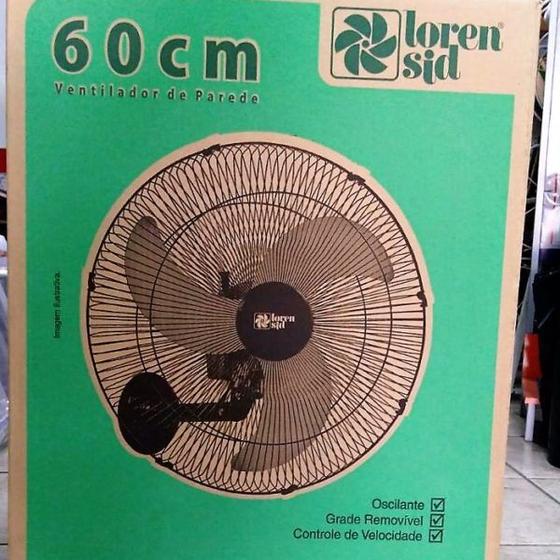 60cm
Ventilador de Parede
loren
sid
Imagem ilustrativa.
loren
sid
Oscilante
Grade Removível
Controle de Velocidade